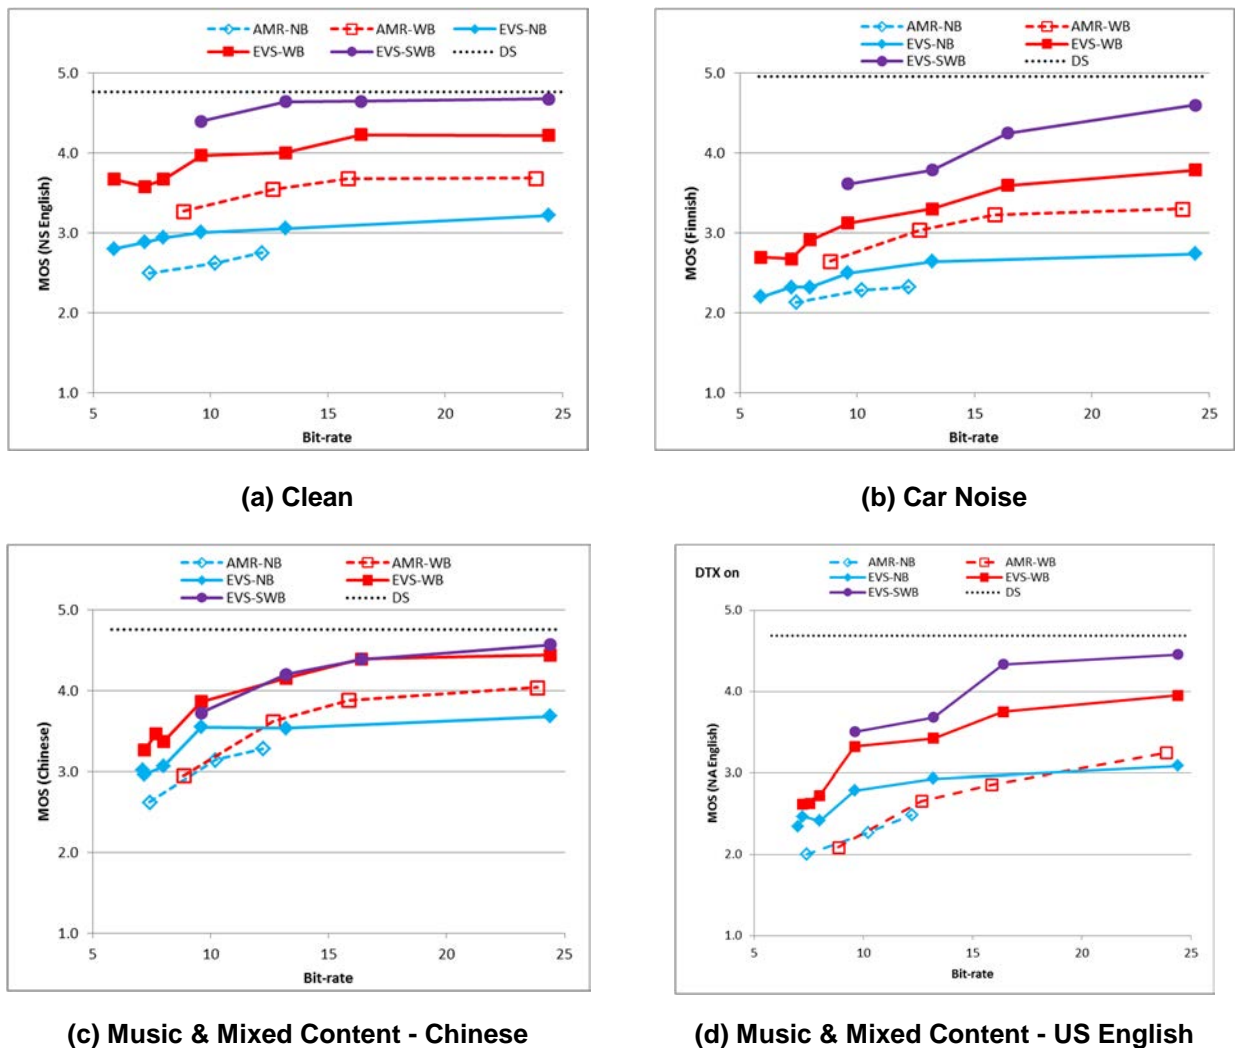 AMR-NB AMR-WB EVS-NB
EVS-WB EVS-SWB DS
5.0
4.0
3.0
2.0
1.0
MOS (NS English)
5 10 15 20 25
Bit-rate
(a) Clean
AMR-NB AMR-WB
EVS-NB EVS-WB
EVS-SWB DS
5.0
4.0
3.0
2.0
1.0
MOS (Finnish)
5 10 15 20 25
Bit-rate
(b) Car Noise
AMR-NB AMR-WB
EVS-NB EVS-WB
EVS-SWB DS
5.0
4.0
3.0
2.0
1.0
MOS (Chinese)
5 10 15 20 25
Bit-rate
(c) Music & Mixed Content - Chinese
DTX on
AMR-NB AMR-WB
EVS-NB EVS-WB
EVS-SWB DS
5.0
4.0
3.0
2.0
1.0
MOS (NA English)
5 10 15 20 25
Bit-rate
(d) Music & Mixed Content - US English